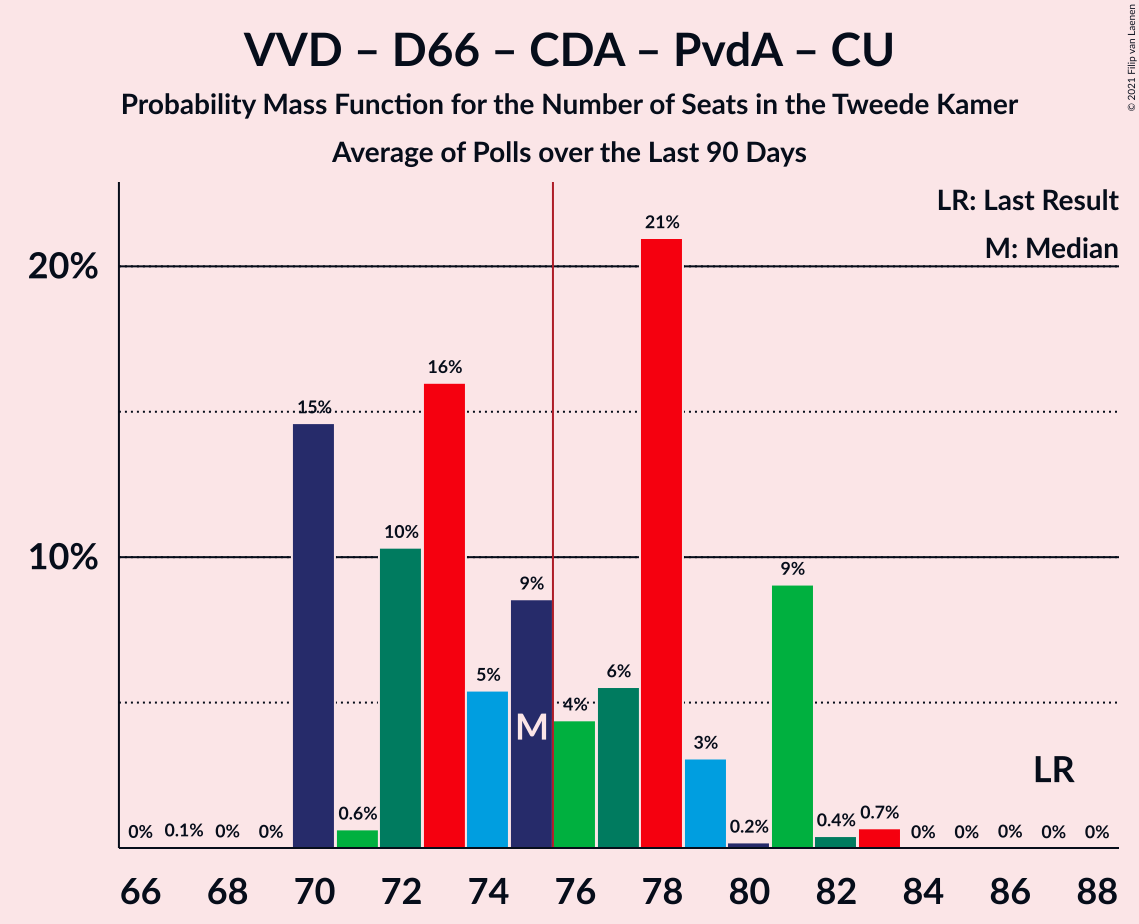 VVD – D66 – CDA – PvdA – CU
Probability Mass Function for the Number of Seats in the Tweede Kamer
Average of Polls over the Last 90 Days
© 2021 Filip van Laenen
LR: Last Result
M: Median
20%
10%
0%
0.1%
0%
0%
15%
0.6%
10%
16%
5%
9%
4%
6%
21%
3%
0.2%
9%
0.4%
0.7%
0%
0%
0%
0%
0%
M
LR
66 68 70 72 74 76 78 80 82 84 86 88